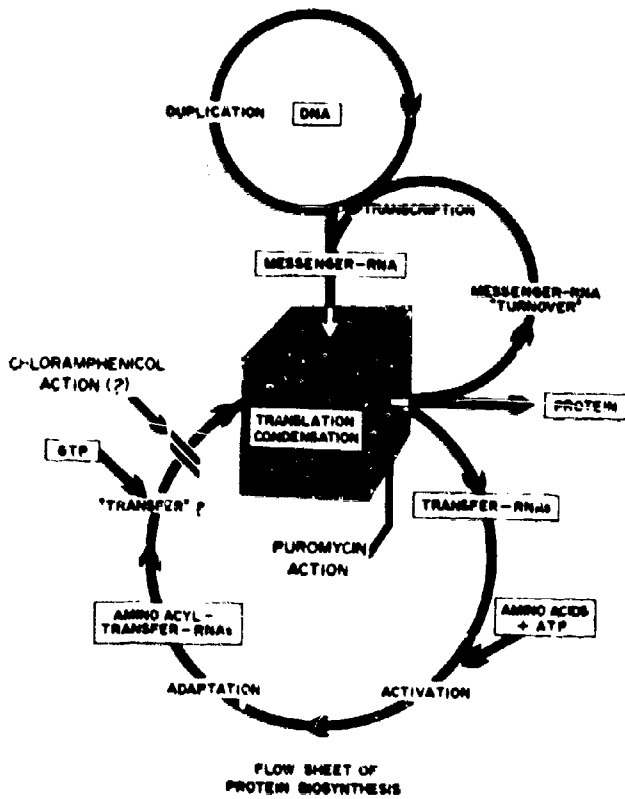 DUPLICATION
DNA
TRANSCRIPTION
MESSENGER-RNA
MESSENGER-RNA
"TURNOVER"
CHLORAMPHENICOL
ACTION (?)
TRANSLATION
CONDENSATION
PROTEIN
GTP
"TRANSFER" ?
TRANSFER-RNAs
PUROMYCIN
ACTION
AMINO ACYL-
TRANSFER-RNAs
AMINO ACIDS
+ ATP
ADAPTATION
ACTIVATION
FLOW SHEET OF
PROTEIN BIOSYNTHESIS